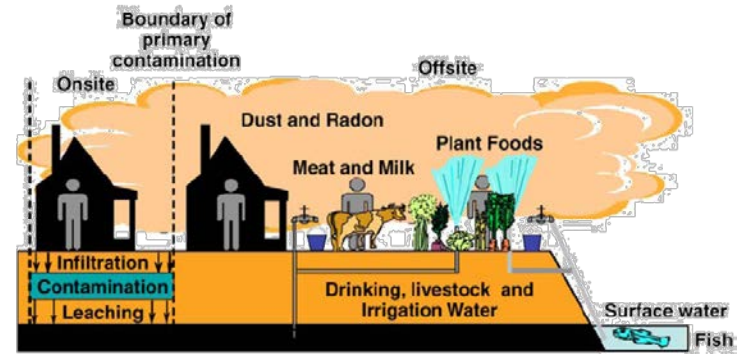 Boundary of
primary
contamination
Onsite
Offsite
Dust and Radon
Meat and Milk
Plant Foods
Infiltration
Contamination
Leaching
Drinking, livestock and
Irrigation Water
Surface water
Fish